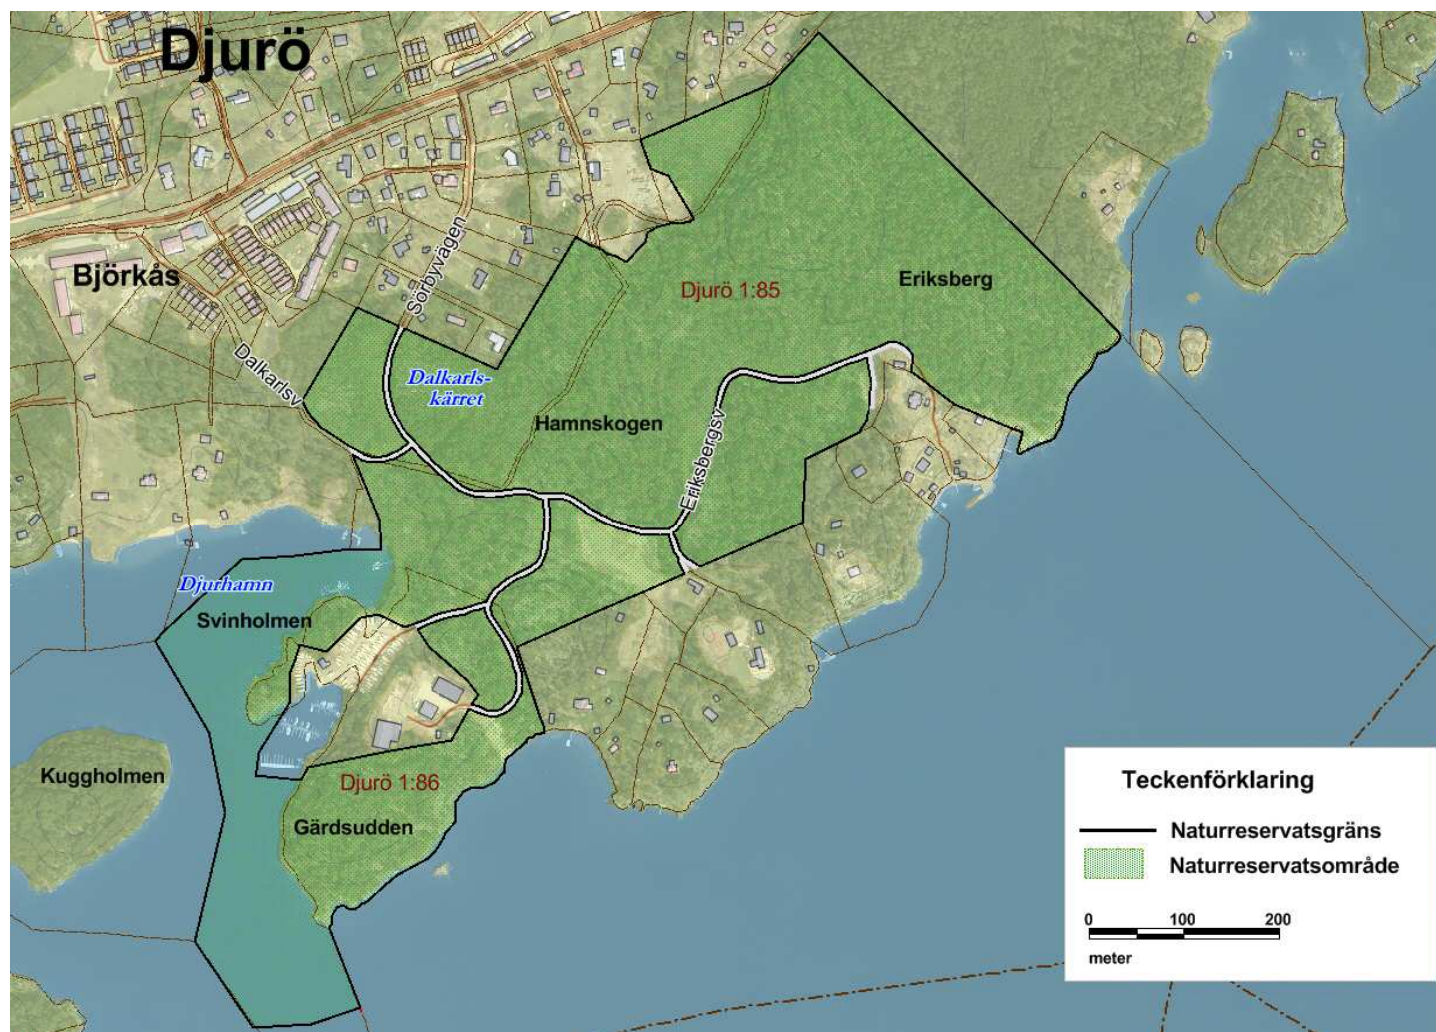 Djurö
Björkås
Sörbyvägen
Eriksberg
Djurö 1:85
Dalkarlsv
Dalkarls-
kärret
Hamnskogen
Eriksbergsv
Djurhamn
Svinholmen
Kuggholmen
Djurö 1:86
Gärdsudden
Teckenförklaring
Naturreservatsgräns
Naturreservatsområde
0 100 200
meter